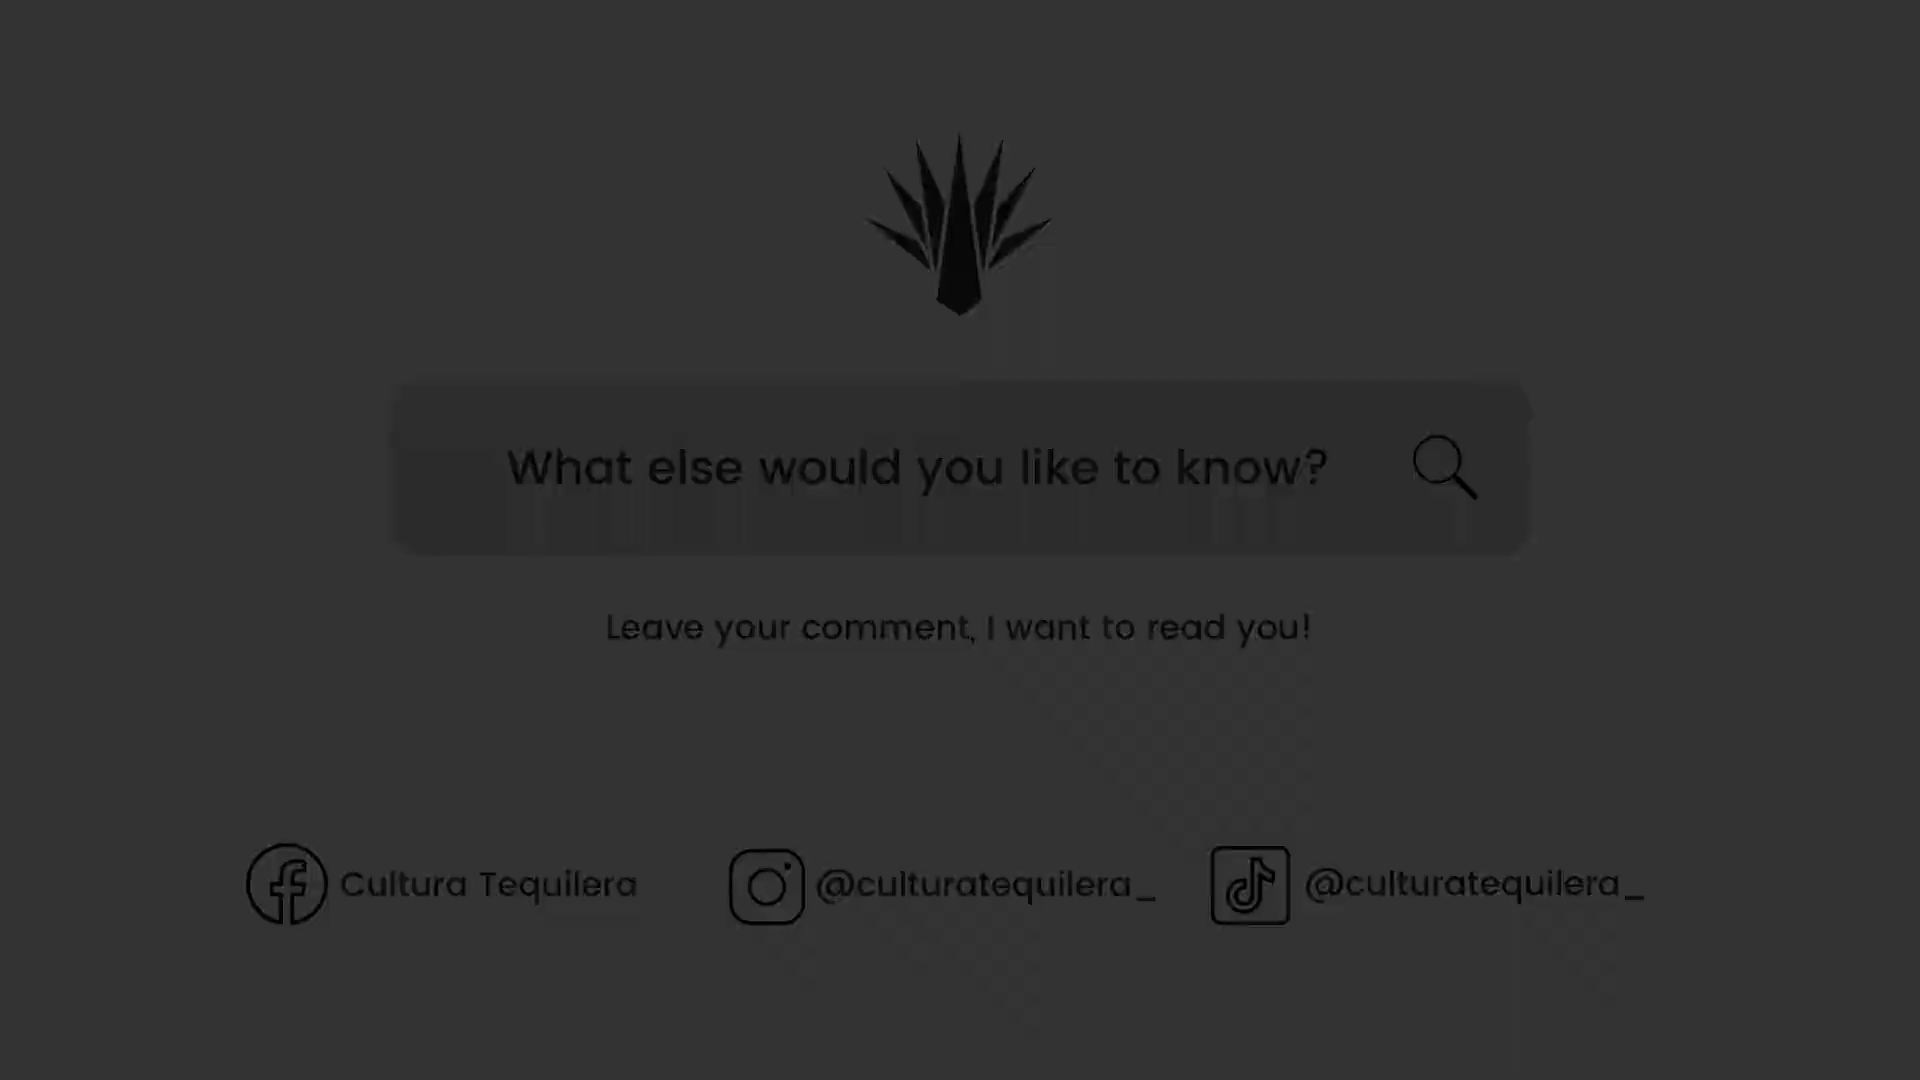 What else would you like to know?
Leave your comment, I want to read you!
Cultura Tequilera
@culturatequilera_
@culturatequilera_